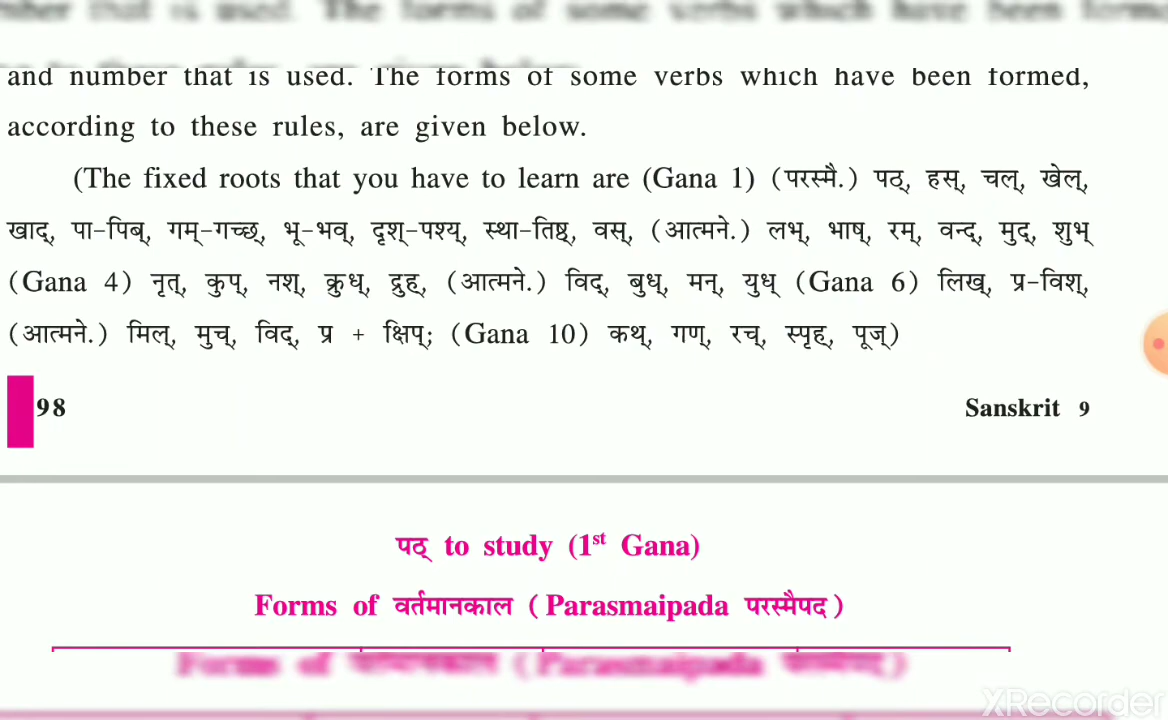 and number that is used. The forms of some verbs which have been formed,
according to these rules, are given below.
(The fixed roots that you have to learn are (Gana 1) (परस्मै.) पठ्, हस्, चल्, खेल्,
खाद्, पा-पिब्, गम्-गच्छ्, भू-भव्, दृश्-पश्य्, स्था-तिष्ठ्, वस्, (आत्मने.) लभ्, भाष्, रम्, वन्द्, मुद्, शुभ्
(Gana 4) नृत्, कुप्, नश्, क्रुध्, द्रुह्, (आत्मने.) विद्, बुध्, मन्, युध् (Gana 6) लिख्, प्र-विश्,
(आत्मने.) मिल्, मुच्, विद्, प्र + क्षिप्; (Gana 10) कथ्, गण्, रच्, स्पृह्, पूज्)
98
Sanskrit 9
पठ् to study (1st Gana)
Forms of वर्तमानकाल (Parasmaipada परस्मैपद)
XRecorder